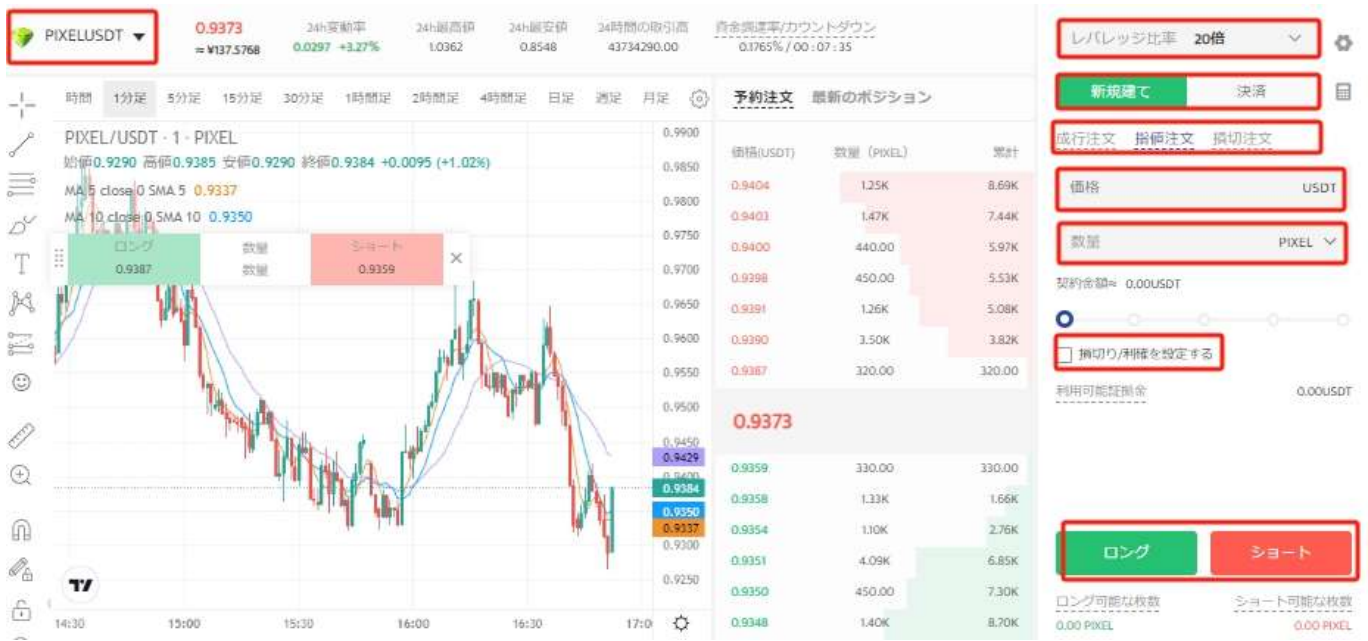 PIXELUSDT
0.9373
≈ ¥137.5768
24h変動率
0.0297 +3.27%
24h最高値
1.0362
24h最安値
0.8548
24時間の取引高
43734290.00
資金調達率/カウントダウン
0.1765% / 00 : 07 : 35
時間 1分足 5分足 15分足 30分足 1時間足 2時間足 4時間足 日足 週足 月足
PIXEL/USDT · 1 · PIXEL
始値0.9290 高値0.9385 安値0.9290 終値0.9384 +0.0095 (+1.02%)
MA 5 close 0 SMA 5 0.9337
MA 10 close 0 SMA 10 0.9350
ロング 数量 ショート
0.9387 数量 0.9359
0.9900
0.9850
0.9800
0.9750
0.9700
0.9650
0.9600
0.9550
0.9500
0.9450
0.9429
0.9400
0.9384
0.9350
0.9337
0.9300
0.9250
14:30 15:00 15:30 16:00 16:30 17:0
予約注文 最新のポジション
価格(USDT) 数量 (PIXEL) 累計
0.9404 1.25K 8.69K
0.9403 1.47K 7.44K
0.9400 440.00 5.97K
0.9398 450.00 5.53K
0.9391 1.26K 5.08K
0.9390 3.50K 3.82K
0.9387 320.00 320.00
0.9373
0.9359 330.00 330.00
0.9358 1.33K 1.66K
0.9354 1.10K 2.76K
0.9351 4.09K 6.85K
0.9350 450.00 7.30K
0.9348 1.40K 8.70K
レバレッジ比率 20倍
新規建て 決済
成行注文 指値注文 損切注文
価格 USDT
数量 PIXEL
契約金額≈ 0.00USDT
損切り/利確を設定する
利用可能証拠金 0.00USDT
ロング ショート
ロング可能な枚数 ショート可能な枚数
0.00 PIXEL 0.00 PIXEL